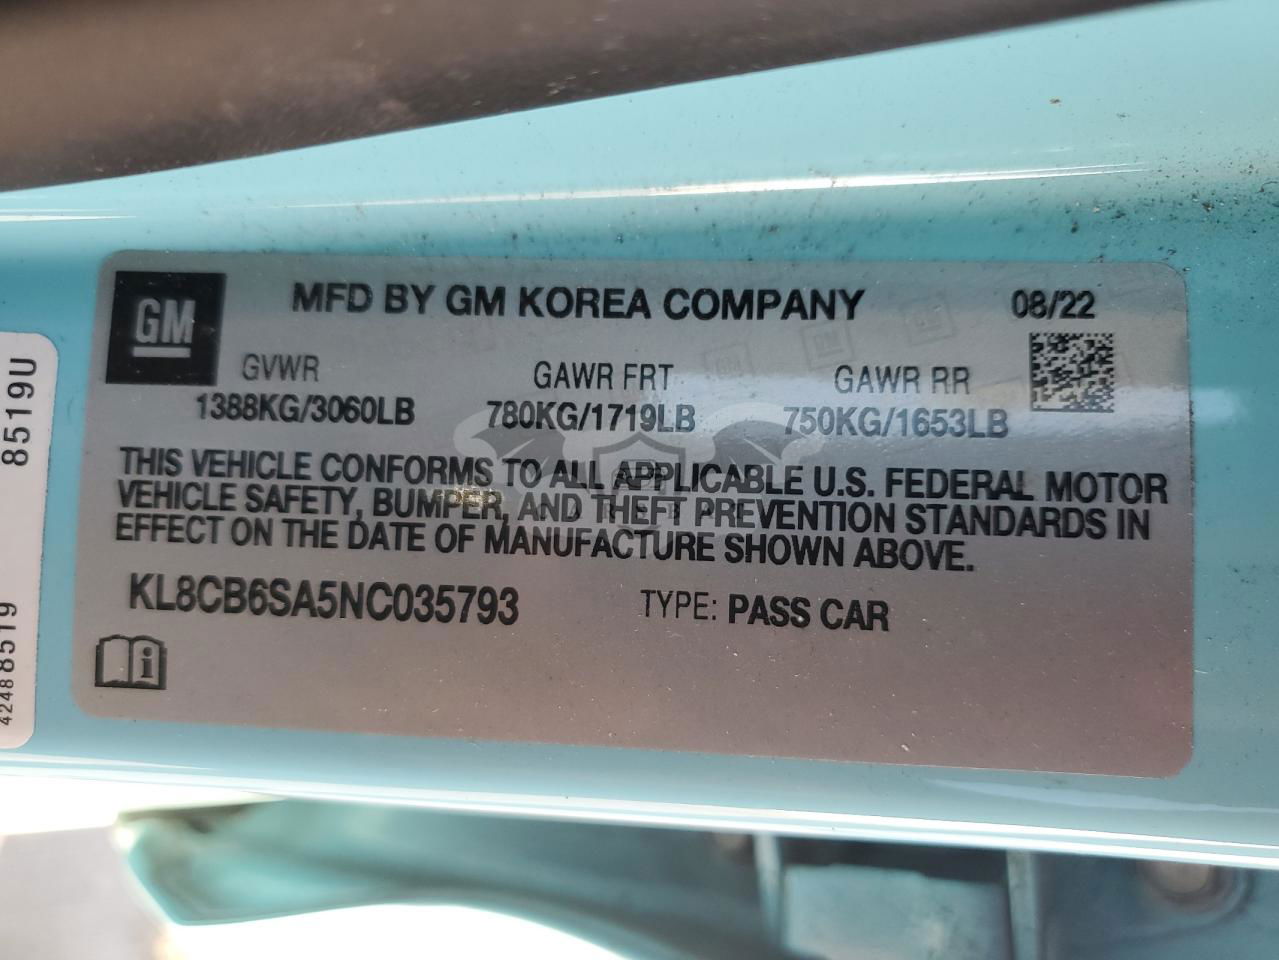 GM
MFD BY GM KOREA COMPANY 08/22
GVWR GAWR FRT GAWR RR
1388KG/3060LB 780KG/1719LB 750KG/1653LB
THIS VEHICLE CONFORMS TO ALL APPLICABLE U.S. FEDERAL MOTOR
VEHICLE SAFETY, BUMPER, AND THEFT PREVENTION STANDARDS IN
EFFECT ON THE DATE OF MANUFACTURE SHOWN ABOVE.
KL8CB6SA5NC035793 TYPE: PASS CAR
i
42488519 8519U